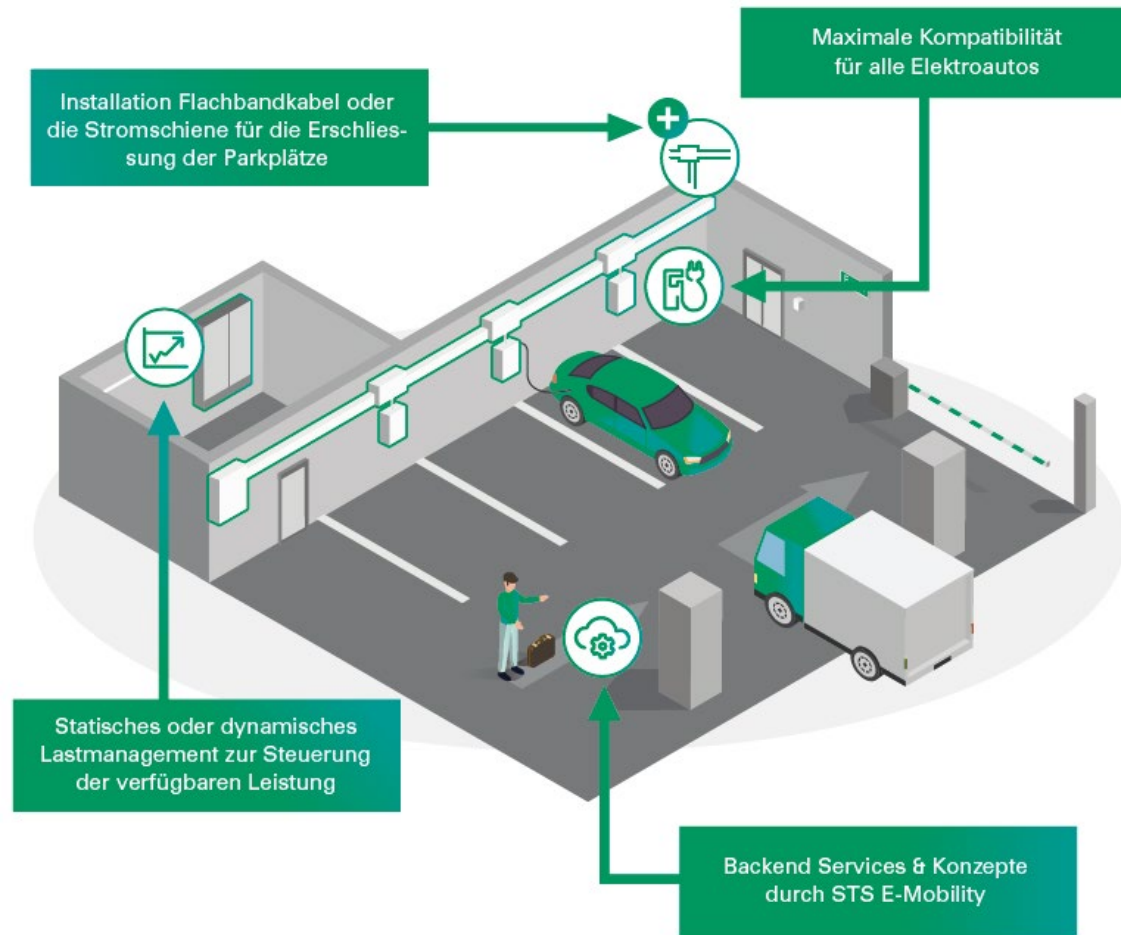 Maximale Kompatibilität
für alle Elektroautos
Installation Flachbandkabel oder
die Stromschiene für die Erschlies-
sung der Parkplätze
Statisches oder dynamisches
Lastmanagement zur Steuerung
der verfügbaren Leistung
Backend Services & Konzepte
durch STS E-Mobility